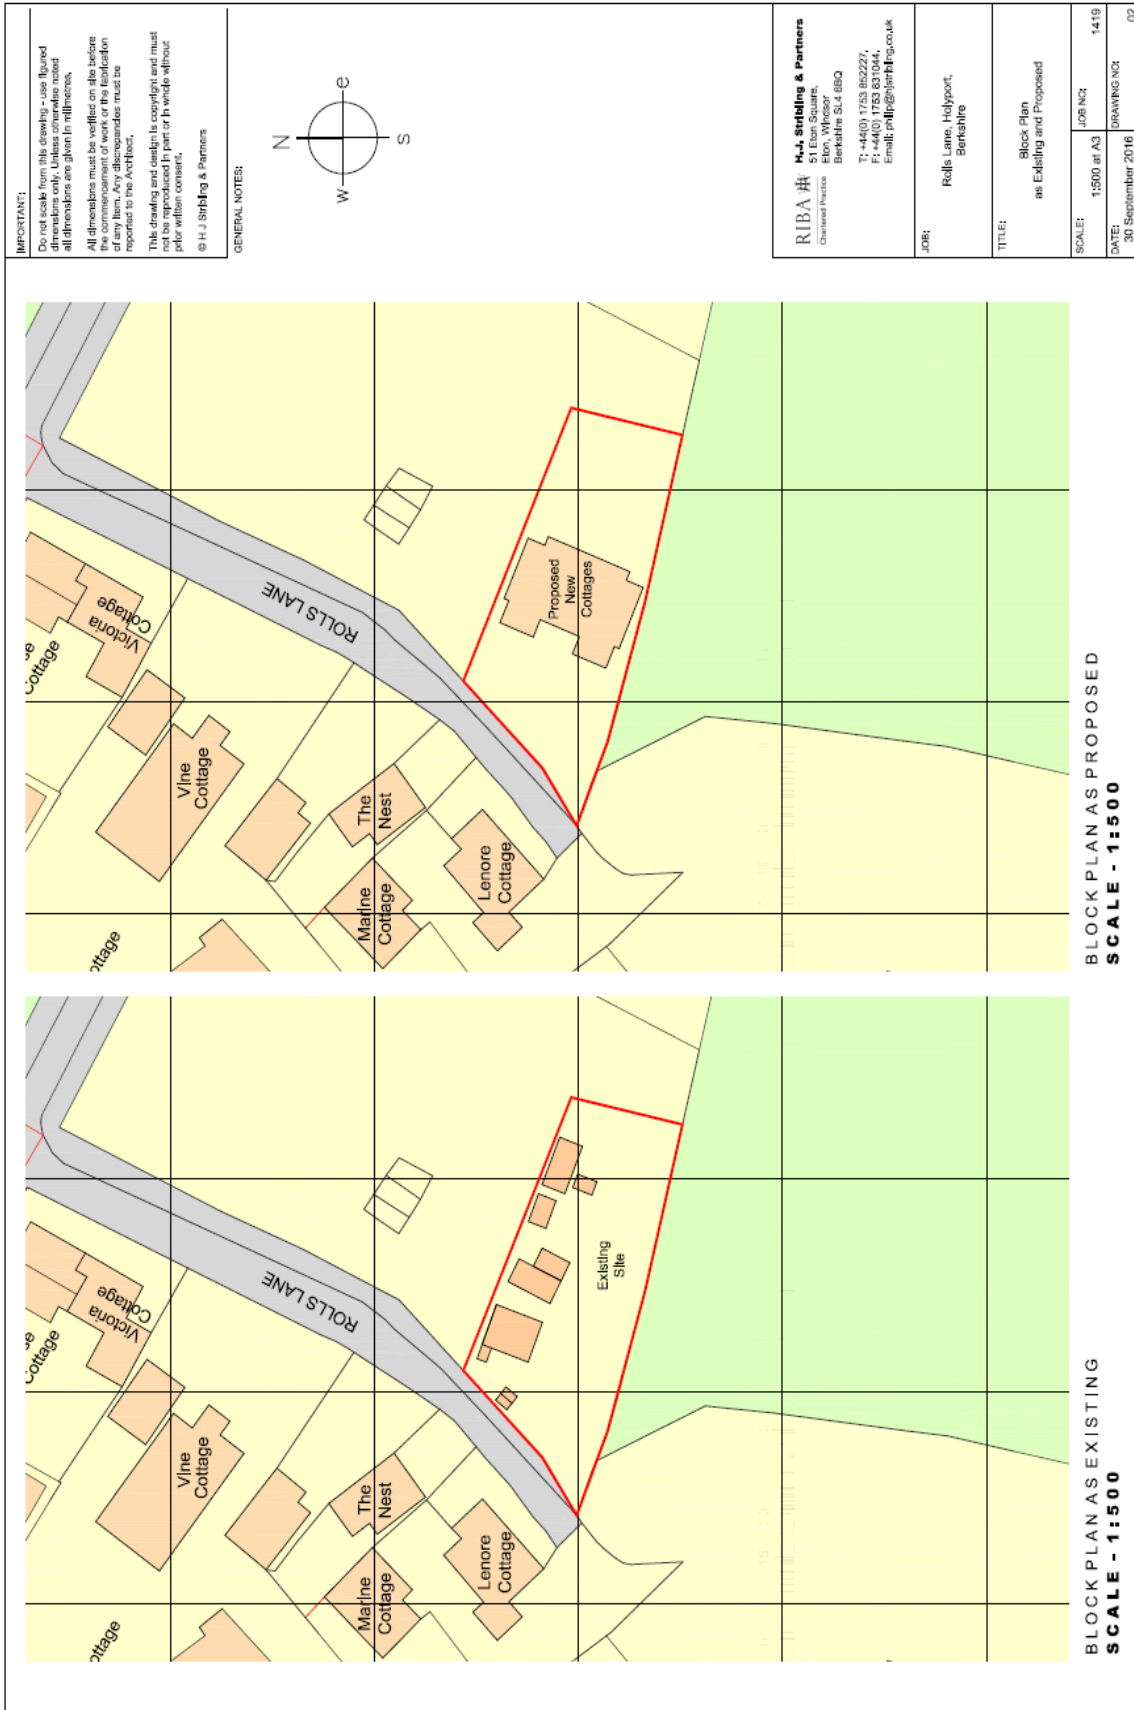 IMPORTANT:
Do not scale from this drawing - use figured
dimensions only. Unless otherwise noted
all dimensions are given in millimetres.
All dimensions must be verified on site before
the commencement of work or the fabrication
of any item. Any discrepancies must be
reported to the Architect.
This drawing and design is copyright and must
not be reproduced in part or in whole without
prior written consent.
© H J Stribling & Partners
GENERAL NOTES:
N
w
e
s
RIBA
Chartered Practice
H.J. Stribling & Partners
51 Eton Square,
Eton, Windsor
Berkshire SL4 6BQ
T: +44(0) 1753 852227,
F: +44(0) 1753 831044,
Email: philip@hjstribling.co.uk
JOB:
Rolls Lane, Holyport,
Berkshire
TITLE:
Block Plan
as Existing and Proposed
SCALE:
1:500 at A3
JOB NO:
1419
DATE:
30 September 2016
DRAWING NO:
02
ottage
Cottage
Victoria
Cottage
Vine
Cottage
The
Nest
Marine
Cottage
Lenore
Cottage
ROLLS LANE
Existing
Site
BLOCK PLAN AS EXISTING
SCALE - 1:500
ottage
Cottage
Victoria
Cottage
Vine
Cottage
The
Nest
Marine
Cottage
Lenore
Cottage
ROLLS LANE
Proposed
New
Cottages
BLOCK PLAN AS PROPOSED
SCALE - 1:500